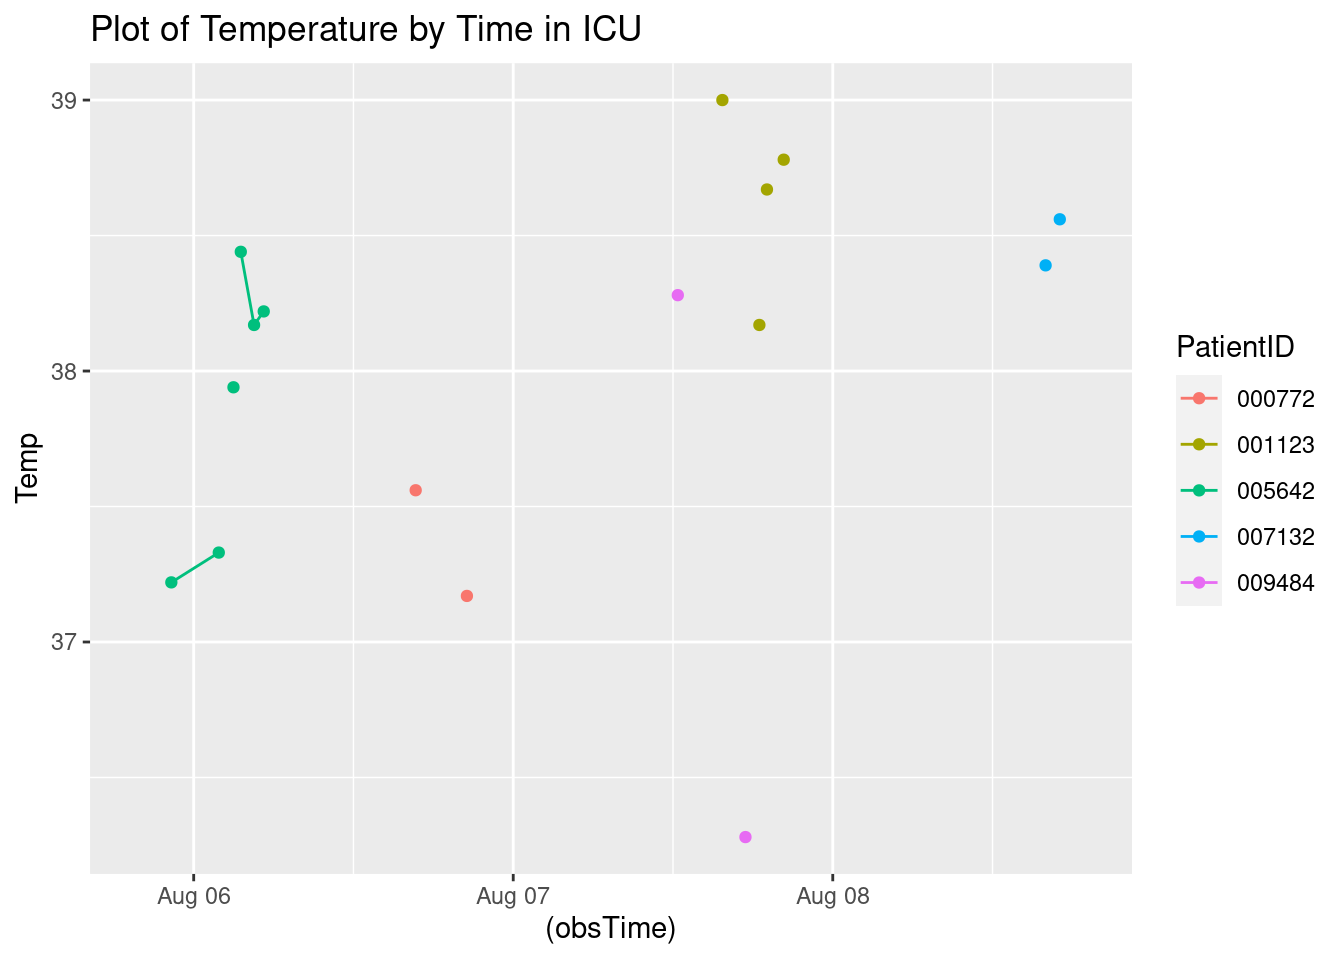 Plot of Temperature by Time in ICU
39
38
37
Temp
Aug 06
Aug 07
Aug 08
(obsTime)
PatientID
000772
001123
005642
007132
009484